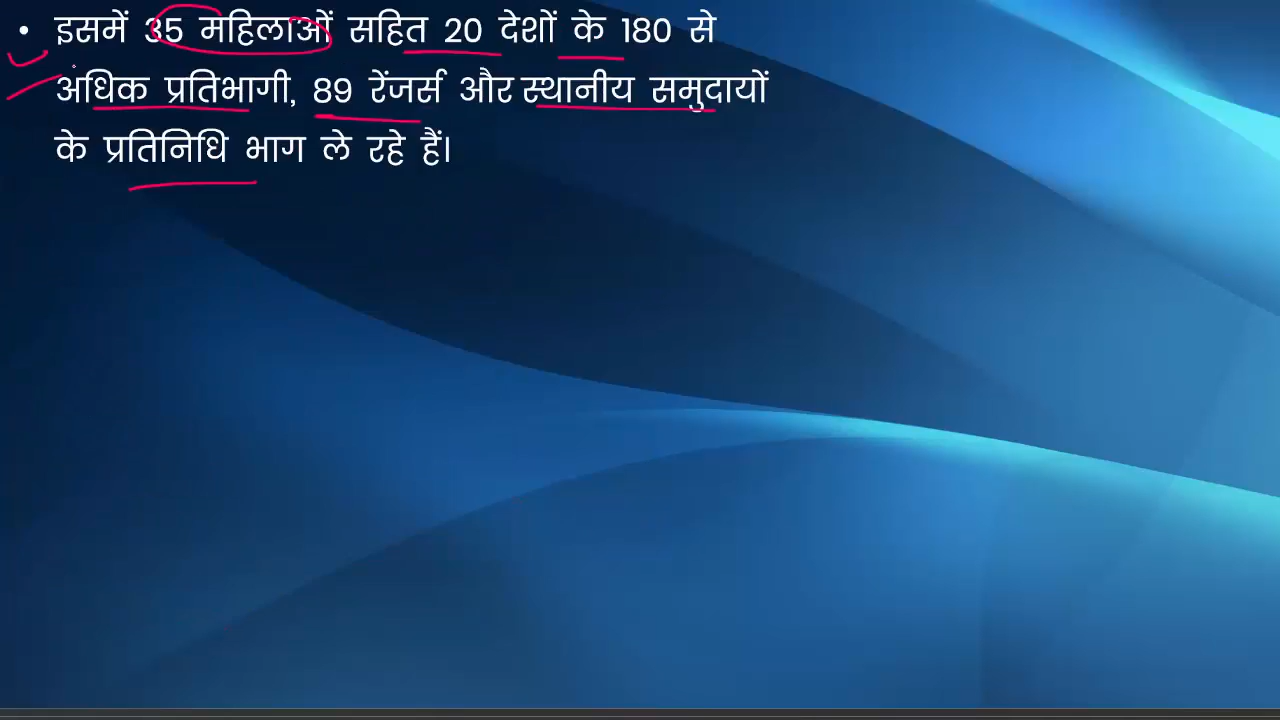 • इसमें 35 महिलाओं सहित 20 देशों के 180 से
अधिक प्रतिभागी, 89 रेंजर्स और स्थानीय समुदायों
के प्रतिनिधि भाग ले रहे हैं।